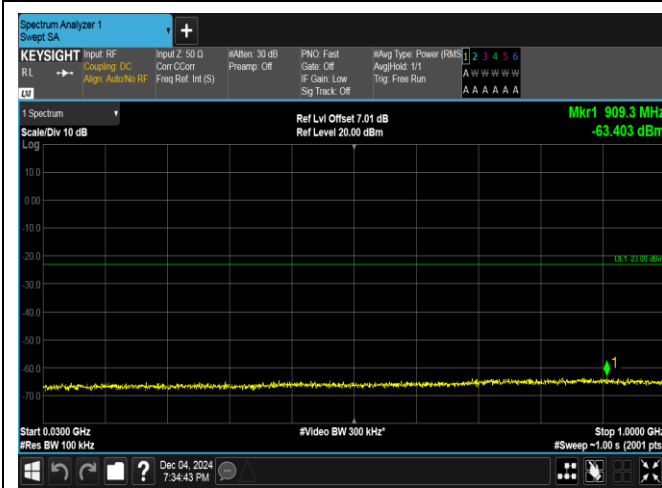 Spectrum Analyzer 1
Swept SA
+
KEYSIGHT
RL
LXI
Input: RF
Coupling: DC
Align: Auto/No RF
Input Z: 50 Ω
Corr CCorr
Freq Ref: Int (S)
#Atten: 30 dB
Preamp: Off
PNO: Fast
Gate: Off
IF Gain: Low
Sig Track: Off
#Avg Type: Power (RMS
Avg|Hold: 1/1
Trig: Free Run
1 2 3 4 5 6
A W W W W W
A A A A A A
1 Spectrum
Scale/Div 10 dB
Log
Ref Lvl Offset 7.01 dB
Ref Level 20.00 dBm
Mkr1 909.3 MHz
-63.403 dBm
10.0
0.00
-10.0
-20.0
DL1 -23.00 dBm
-30.0
-40.0
-50.0
-60.0
1
-70.0
Start 0.0300 GHz
#Res BW 100 kHz
#Video BW 300 kHz*
Stop 1.0000 GHz
#Sweep ~1.00 s (2001 pts
?
Dec 04, 2024
7:34:43 PM